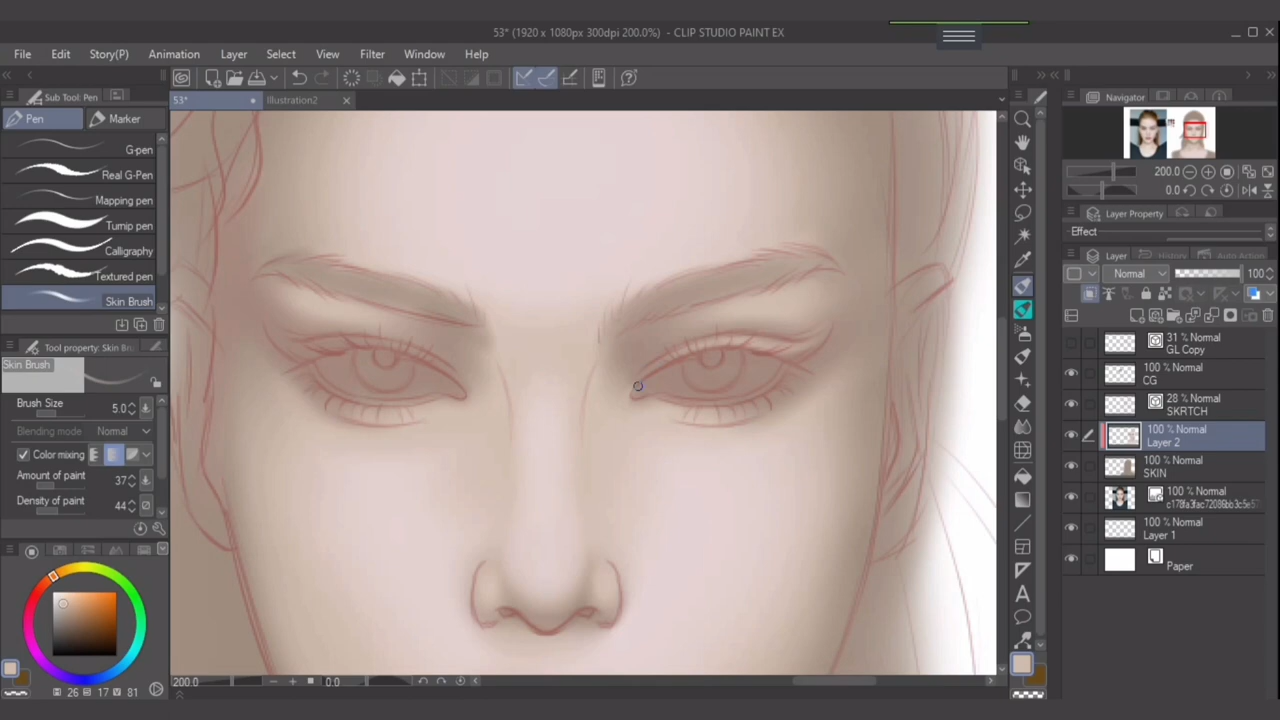 53* (1920 x 1080px 300dpi 200.0%) - CLIP STUDIO PAINT EX
File Edit Story(P) Animation Layer Select View Filter Window Help
Sub Tool: Pen
53* Illustration2
Navigator
Pen Marker
G-pen
Real G-Pen
Mapping pen
Turnip pen
Calligraphy
Textured pen
Skin Brush
Tool property: Skin Bru
Skin Brush
Brush Size 5.0
Blending mode Normal
Color mixing
Amount of paint 37
Density of paint 44
26 17 V 81
200.0 0.0
200.0
0.0
Layer Property
Effect
Layer History Auto Action
Normal 100
31 % Normal
GL Copy
100 % Normal
CG
28 % Normal
SKRTCH
100 % Normal
Layer 2
100 % Normal
SKIN
100 % Normal
100 % Normal
Layer 1
Paper